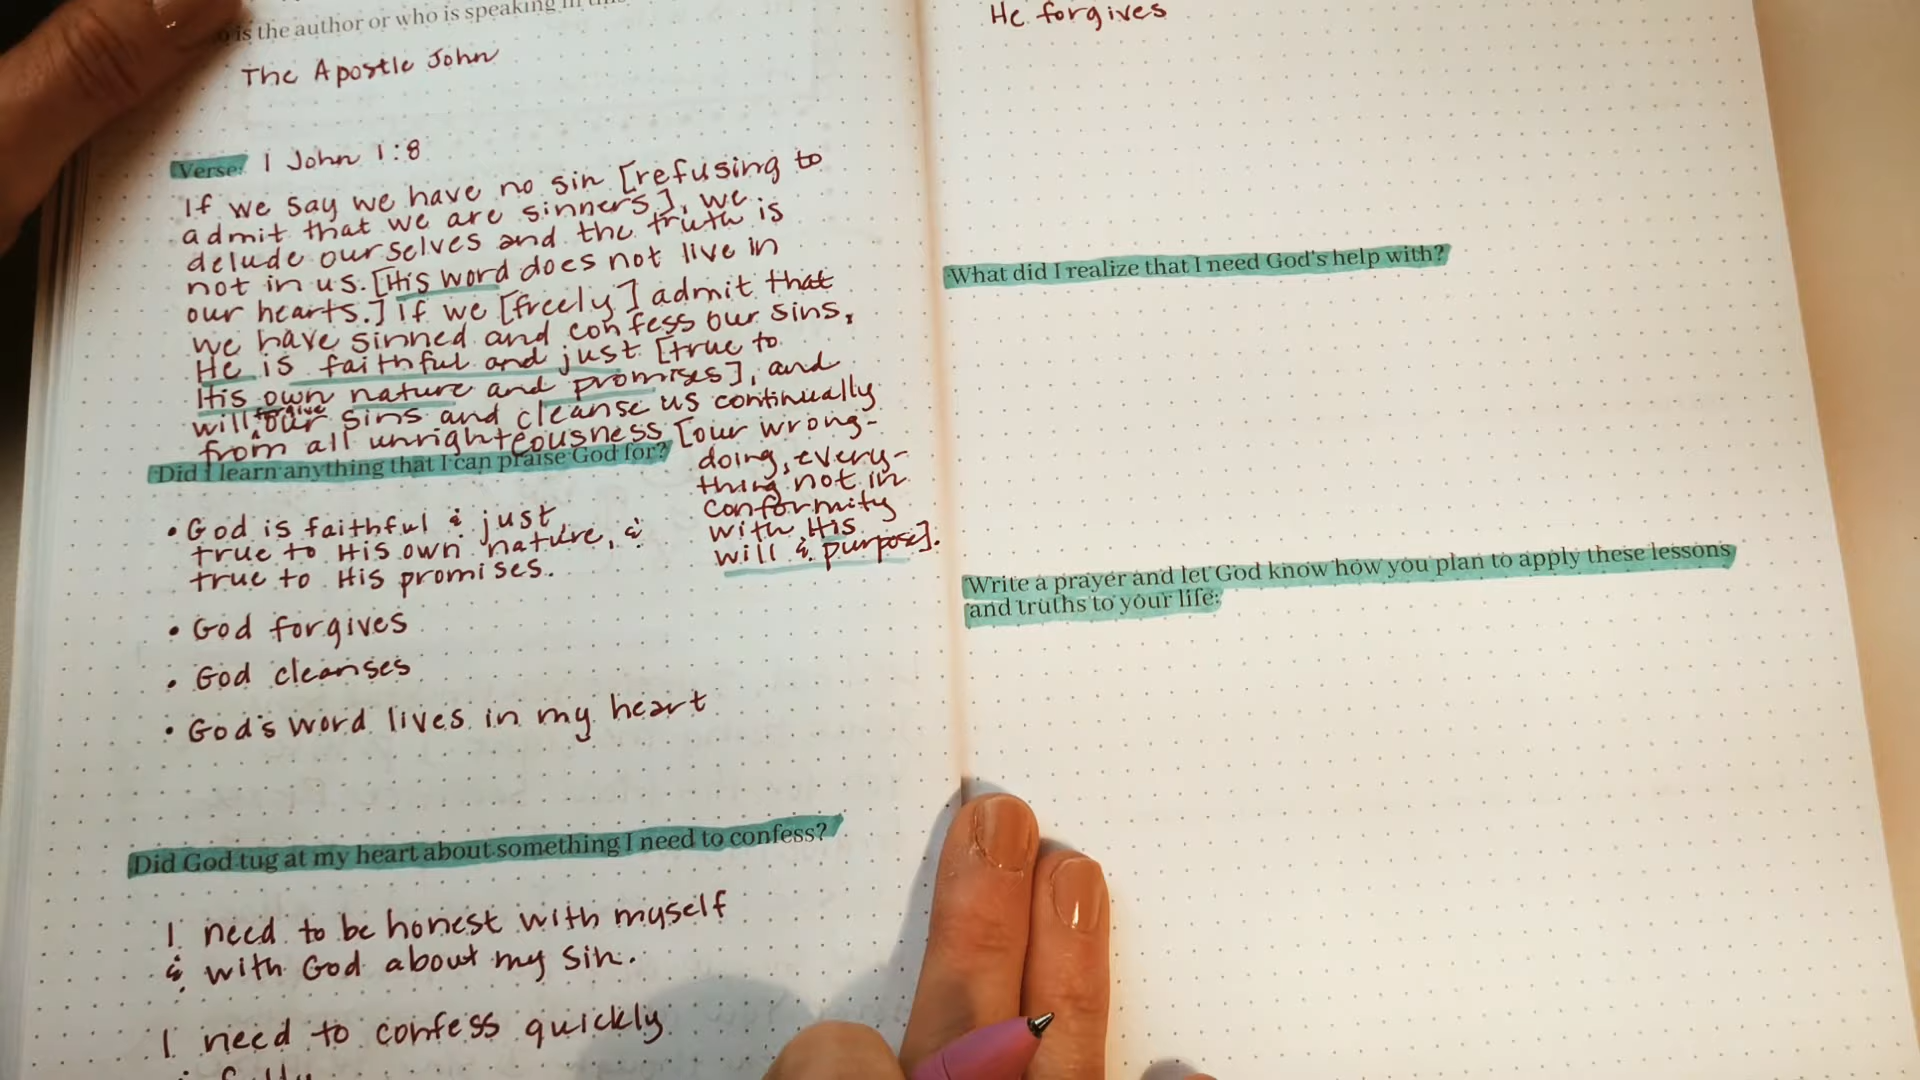 is the author or who is speaking in this
The Apostle John
Verse: 1 John 1:8
If we say we have no sin [refusing to
admit that we are sinners], we
delude ourselves and the truth is
not in us. [His word does not live in
our hearts.] If we [freely] admit that
we have sinned and confess our sins,
He is faithful and just [true to
His own nature and promises], and
will forgive our sins and cleanse us continually
from all unrighteousness [our wrong-
doing, every-
thing not in
conformity
with His
will & purpose].
Did I learn anything that I can praise God for?
• God is faithful & just,
true to His own nature, &
true to His promises.
• God forgives
• God cleanses
• God's word lives in my heart
Did God tug at my heart about something I need to confess?
I need to be honest with myself
& with God about my sin.
I need to confess quickly
& fully
He forgives
What did I realize that I need God's help with?
Write a prayer and let God know how you plan to apply these lessons
and truths to your life: